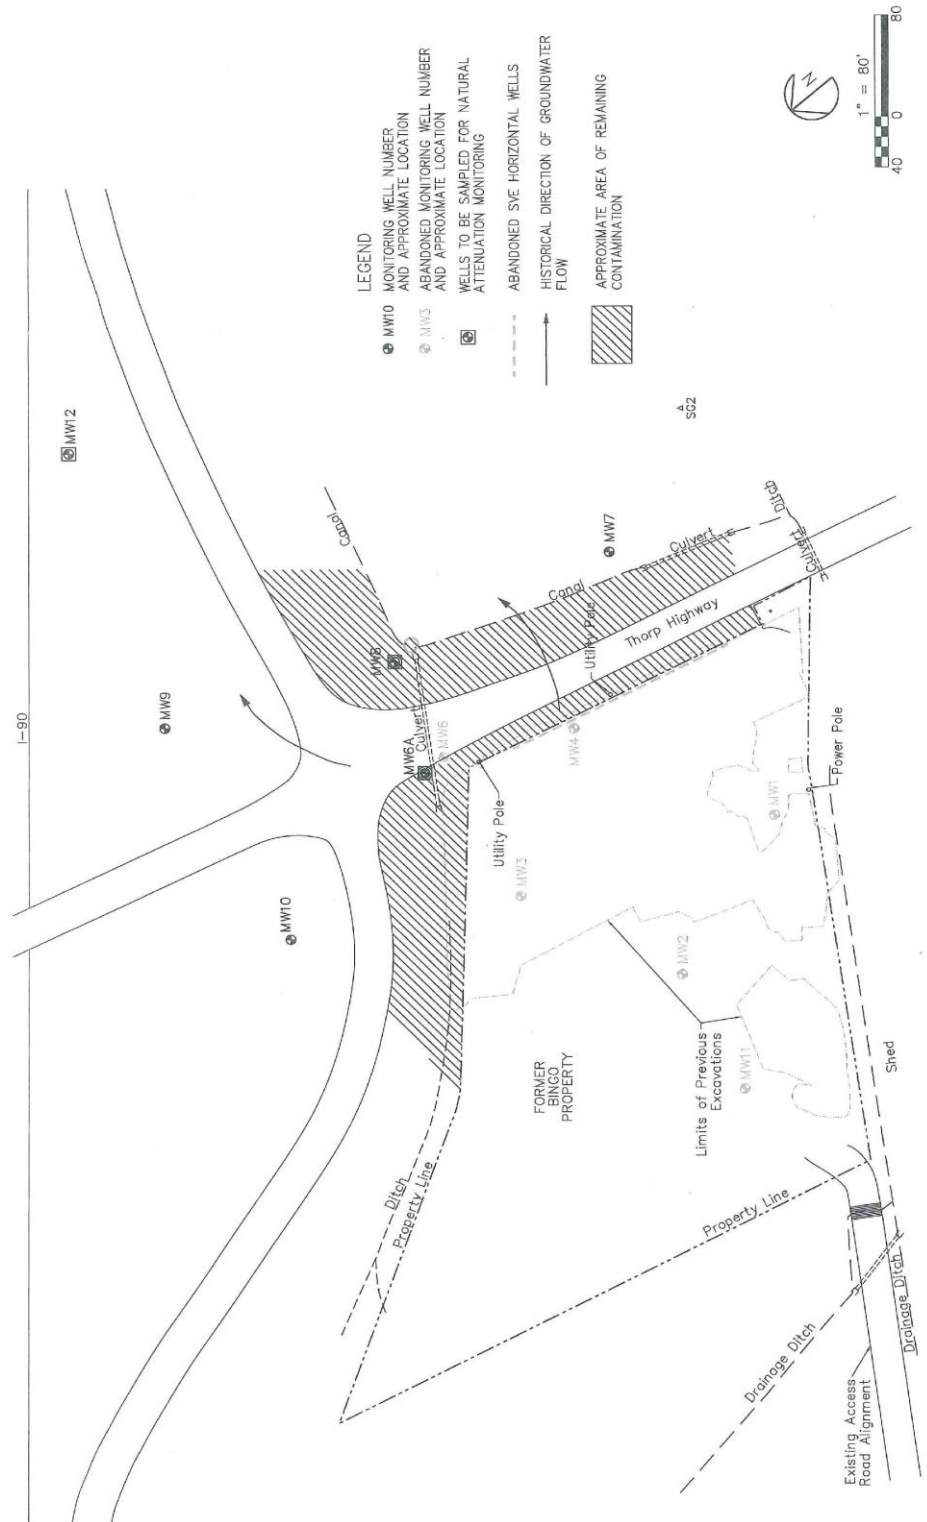 I-90
MW12
MW9
MW10
Canal
MW8
MW6A
Culvert
MW6
MW7
Culvert
Canal
Utility Pole
Thorp Highway
Ditch
Culvert
SG2
MW4
Utility Pole
MW3
MW1
Power Pole
MW2
Limits of Previous
Excavations
MW11
FORMER
BINGO
PROPERTY
Shed
Ditch
Property Line
Property Line
Drainage Ditch
Drainage Ditch
Existing Access
Road Alignment
LEGEND
MW10 MONITORING WELL NUMBER
AND APPROXIMATE LOCATION
MW3 ABANDONED MONITORING WELL NUMBER
AND APPROXIMATE LOCATION
WELLS TO BE SAMPLED FOR NATURAL
ATTENUATION MONITORING
ABANDONED SVE HORIZONTAL WELLS
HISTORICAL DIRECTION OF GROUNDWATER
FLOW
APPROXIMATE AREA OF REMAINING
CONTAMINATION
N
1" = 80'
40 0 80